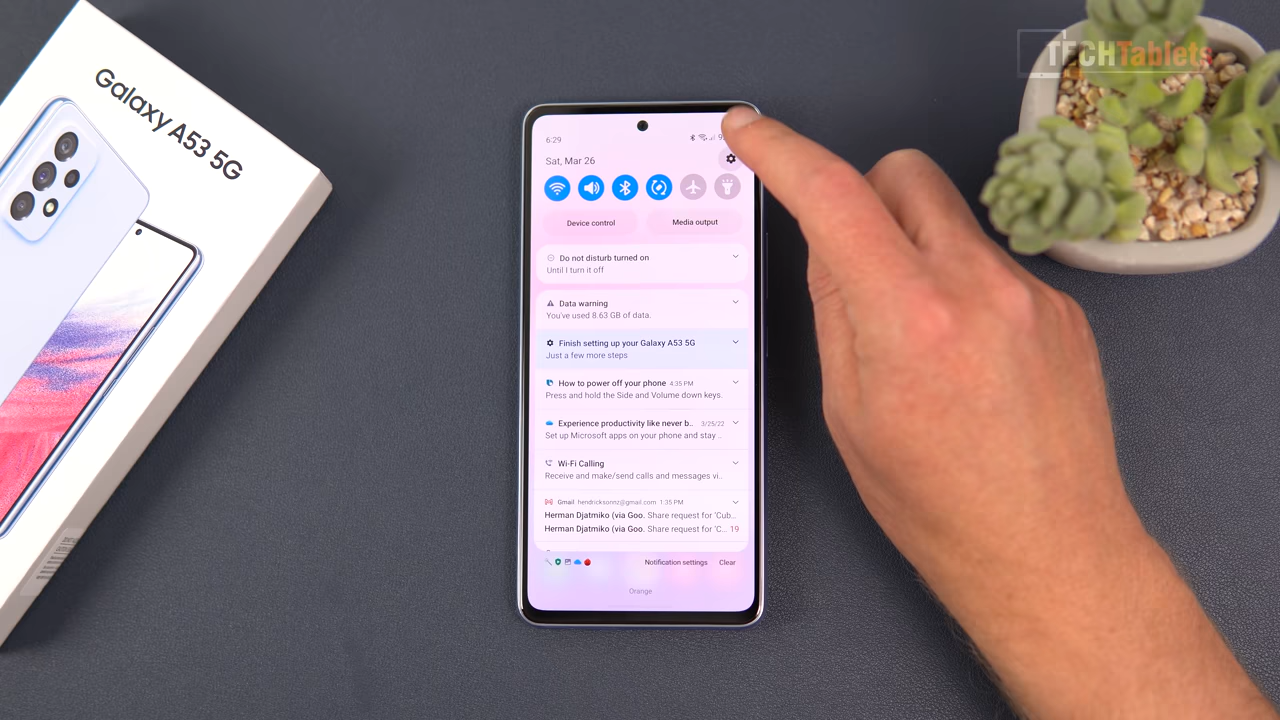 TECHTablets
Galaxy A53 5G
6:29
Sat, Mar 26
Device control
Media output
Do not disturb turned on
Until I turn it off
Data warning
You've used 8.63 GB of data.
Finish setting up your Galaxy A53 5G
Just a few more steps
How to power off your phone 4:35 PM
Press and hold the Side and Volume down keys.
Experience productivity like never b.. 3/25/22
Set up Microsoft apps on your phone and stay ..
Wi-Fi Calling
Receive and make/send calls and messages vi..
Gmail hendricksonnz@gmail.com 1:35 PM
Herman Djatmiko (via Goo. Share request for 'Cub...
Herman Djatmiko (via Goo. Share request for 'C... 19
Notification settings Clear
Orange